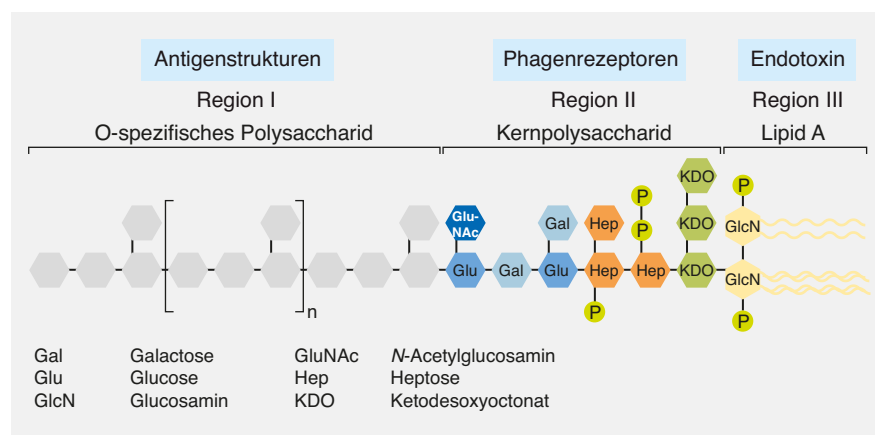 Antigenstrukturen Phagenrezeptoren Endotoxin
Region I Region II Region III
O-spezifisches Polysaccharid Kernpolysaccharid Lipid A
KDO
P P
Glu-
NAc Gal Hep P KDO GlcN
Glu Gal Glu Hep Hep KDO GlcN
n P P
Gal Galactose GluNAc N-Acetylglucosamin
Glu Glucose Hep Heptose
GlcN Glucosamin KDO Ketodesoxyoctonat